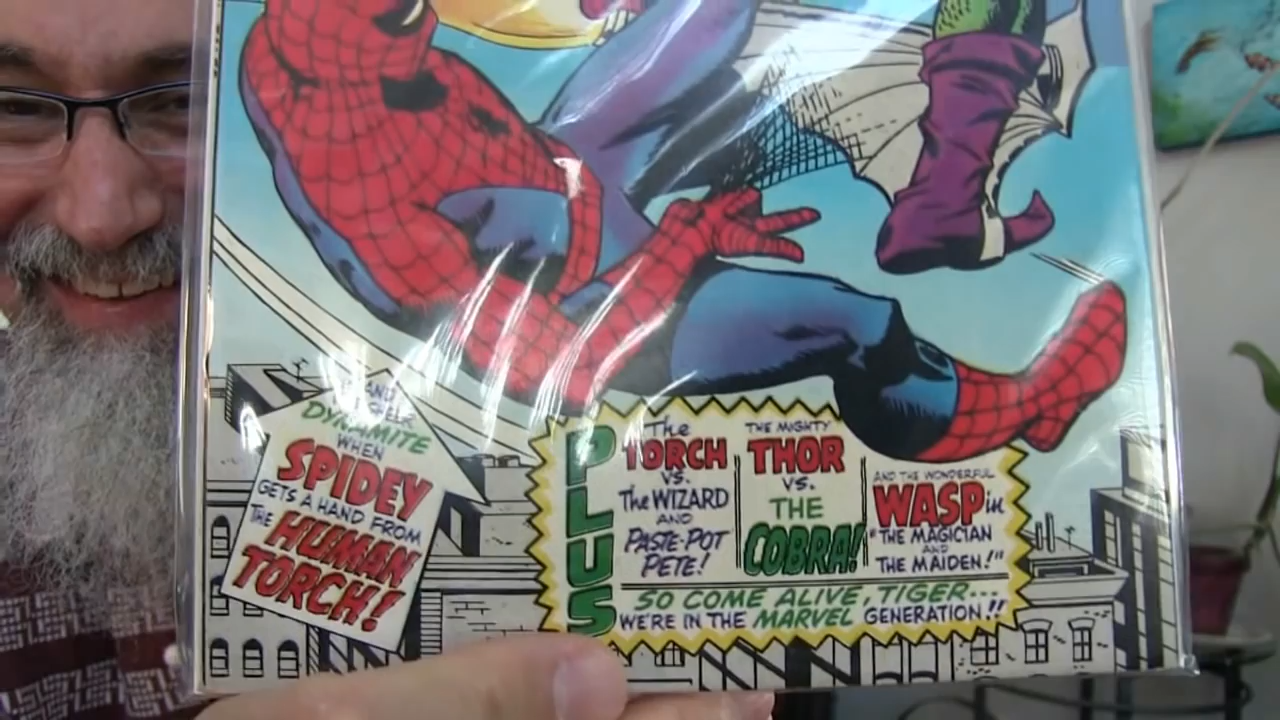 AND
DYNAMITE
WHEN
SPIDEY
GETS A HAND FROM
THE HUMAN
TORCH!
PLUS
The
TORCH
VS.
The WIZARD
AND
PASTE-POT
PETE!
THE MIGHTY
THOR
VS.
THE
COBRA!
AND THE WONDERFUL
WASP in
"THE MAGICIAN
AND
THE MAIDEN!"
SO COME ALIVE, TIGER...
WE'RE IN THE MARVEL GENERATION!!